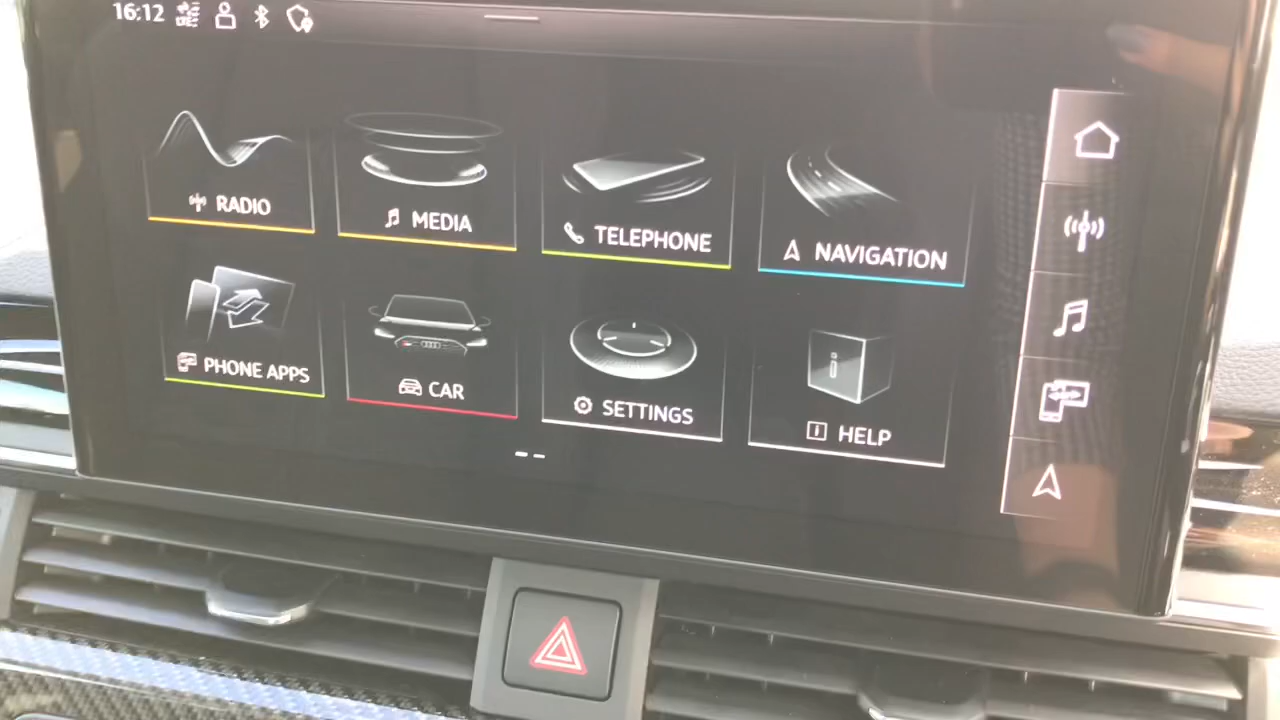 16:12
RADIO
MEDIA
TELEPHONE
NAVIGATION
PHONE APPS
CAR
SETTINGS
HELP